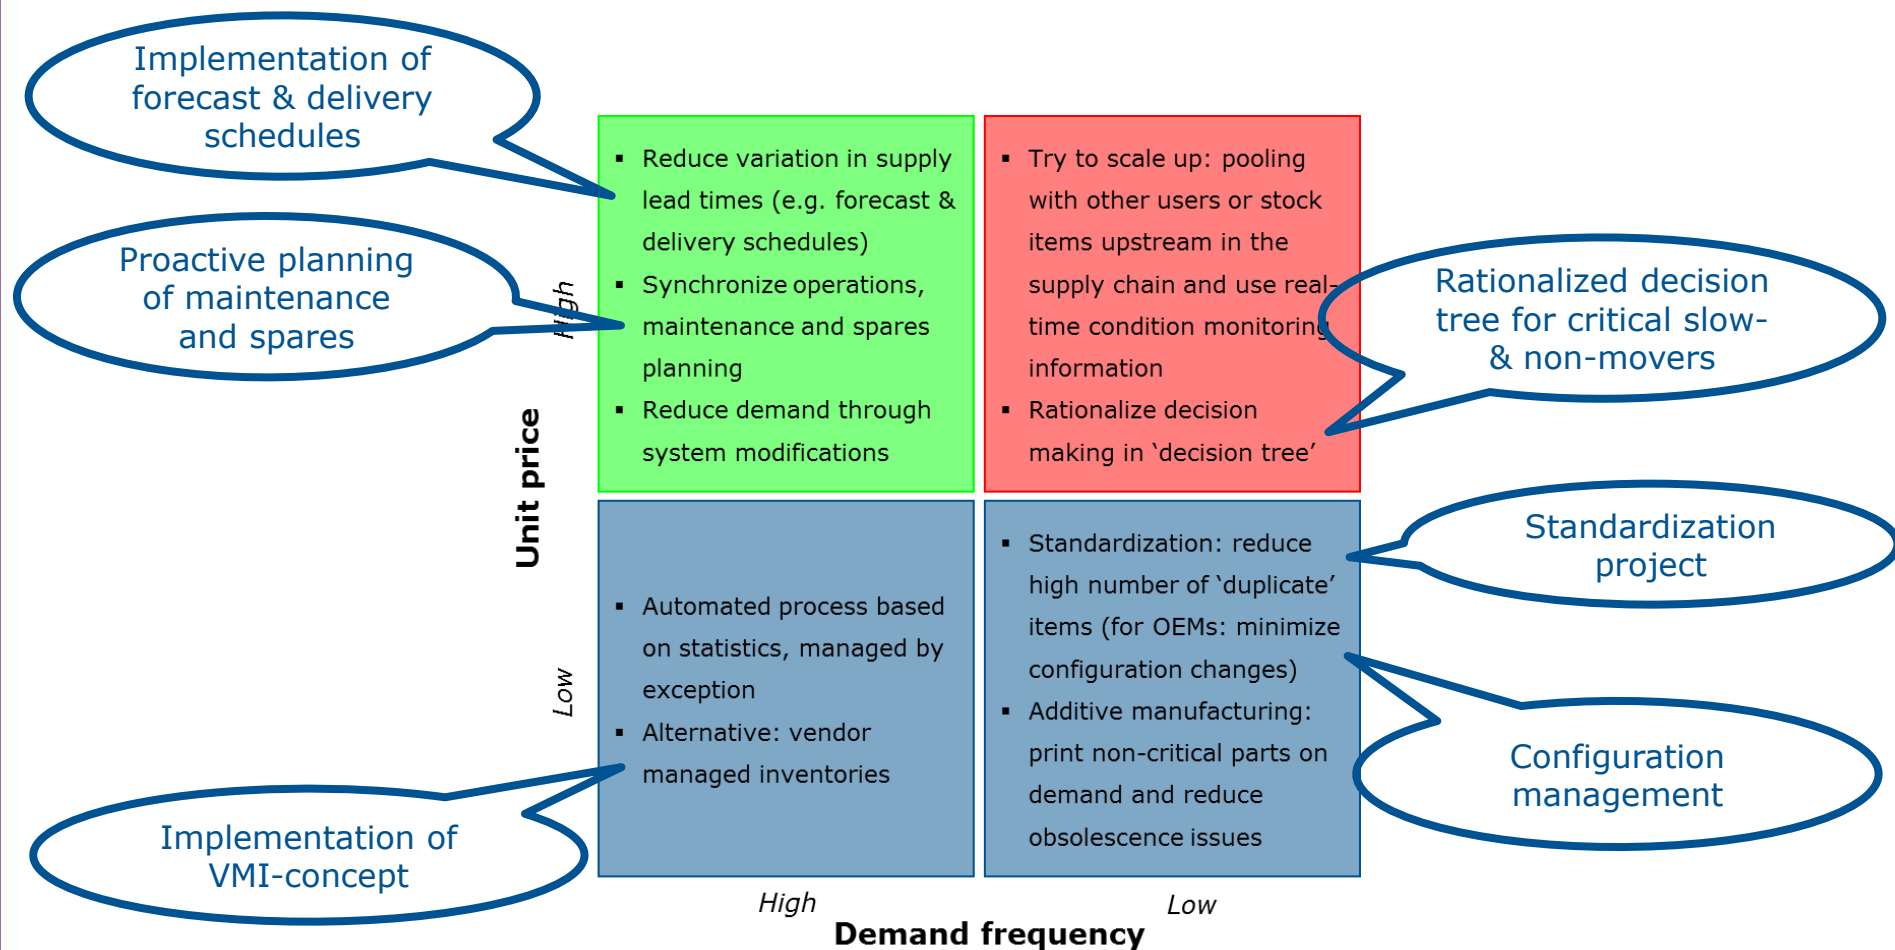 Implementation of
forecast & delivery
schedules
Proactive planning
of maintenance
and spares
Implementation of
VMI-concept
Unit price
High
Low
▪ Reduce variation in supply
lead times (e.g. forecast &
delivery schedules)
▪ Synchronize operations,
maintenance and spares
planning
▪ Reduce demand through
system modifications
▪ Try to scale up: pooling
with other users or stock
items upstream in the
supply chain and use real-
time condition monitoring
information
▪ Rationalize decision
making in ‘decision tree’
▪ Automated process based
on statistics, managed by
exception
▪ Alternative: vendor
managed inventories
▪ Standardization: reduce
high number of ‘duplicate’
items (for OEMs: minimize
configuration changes)
▪ Additive manufacturing:
print non-critical parts on
demand and reduce
obsolescence issues
Rationalized decision
tree for critical slow-
& non-movers
Standardization
project
Configuration
management
High
Low
Demand frequency